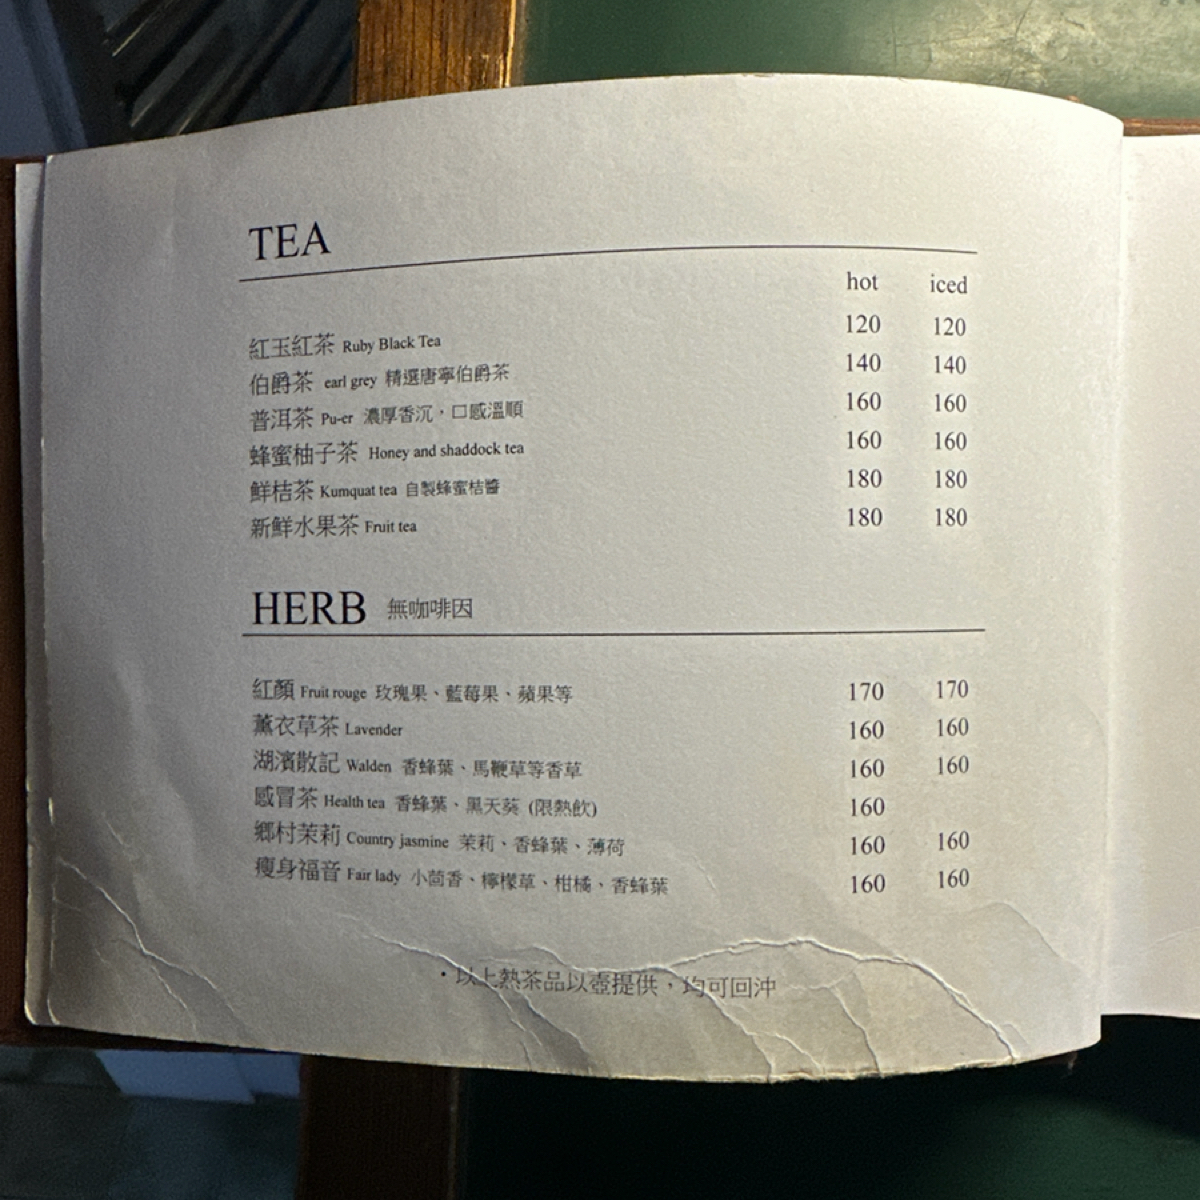 TEA
hot iced
紅玉紅茶 Ruby Black Tea 120 120
伯爵茶 earl grey 精選唐寧伯爵茶 140 140
普洱茶 Pu-er 濃厚香沉，口感溫順 160 160
蜂蜜柚子茶 Honey and shaddock tea 160 160
鮮桔茶 Kumquat tea 自製蜂蜜桔醬 180 180
新鮮水果茶 Fruit tea 180 180
HERB 無咖啡因
紅顏 Fruit rouge 玫瑰果、藍莓果、蘋果等 170 170
薰衣草茶 Lavender 160 160
湖濱散記 Walden 香蜂葉、馬鞭草等香草 160 160
感冒茶 Health tea 香蜂葉、黑天葵 (限熱飲) 160
鄉村茉莉 Country jasmine 茉莉、香蜂葉、薄荷 160 160
瘦身福音 Fair lady 小茴香、檸檬草、柑橘、香蜂葉 160 160
・以上熱茶品以壺提供，均可回沖